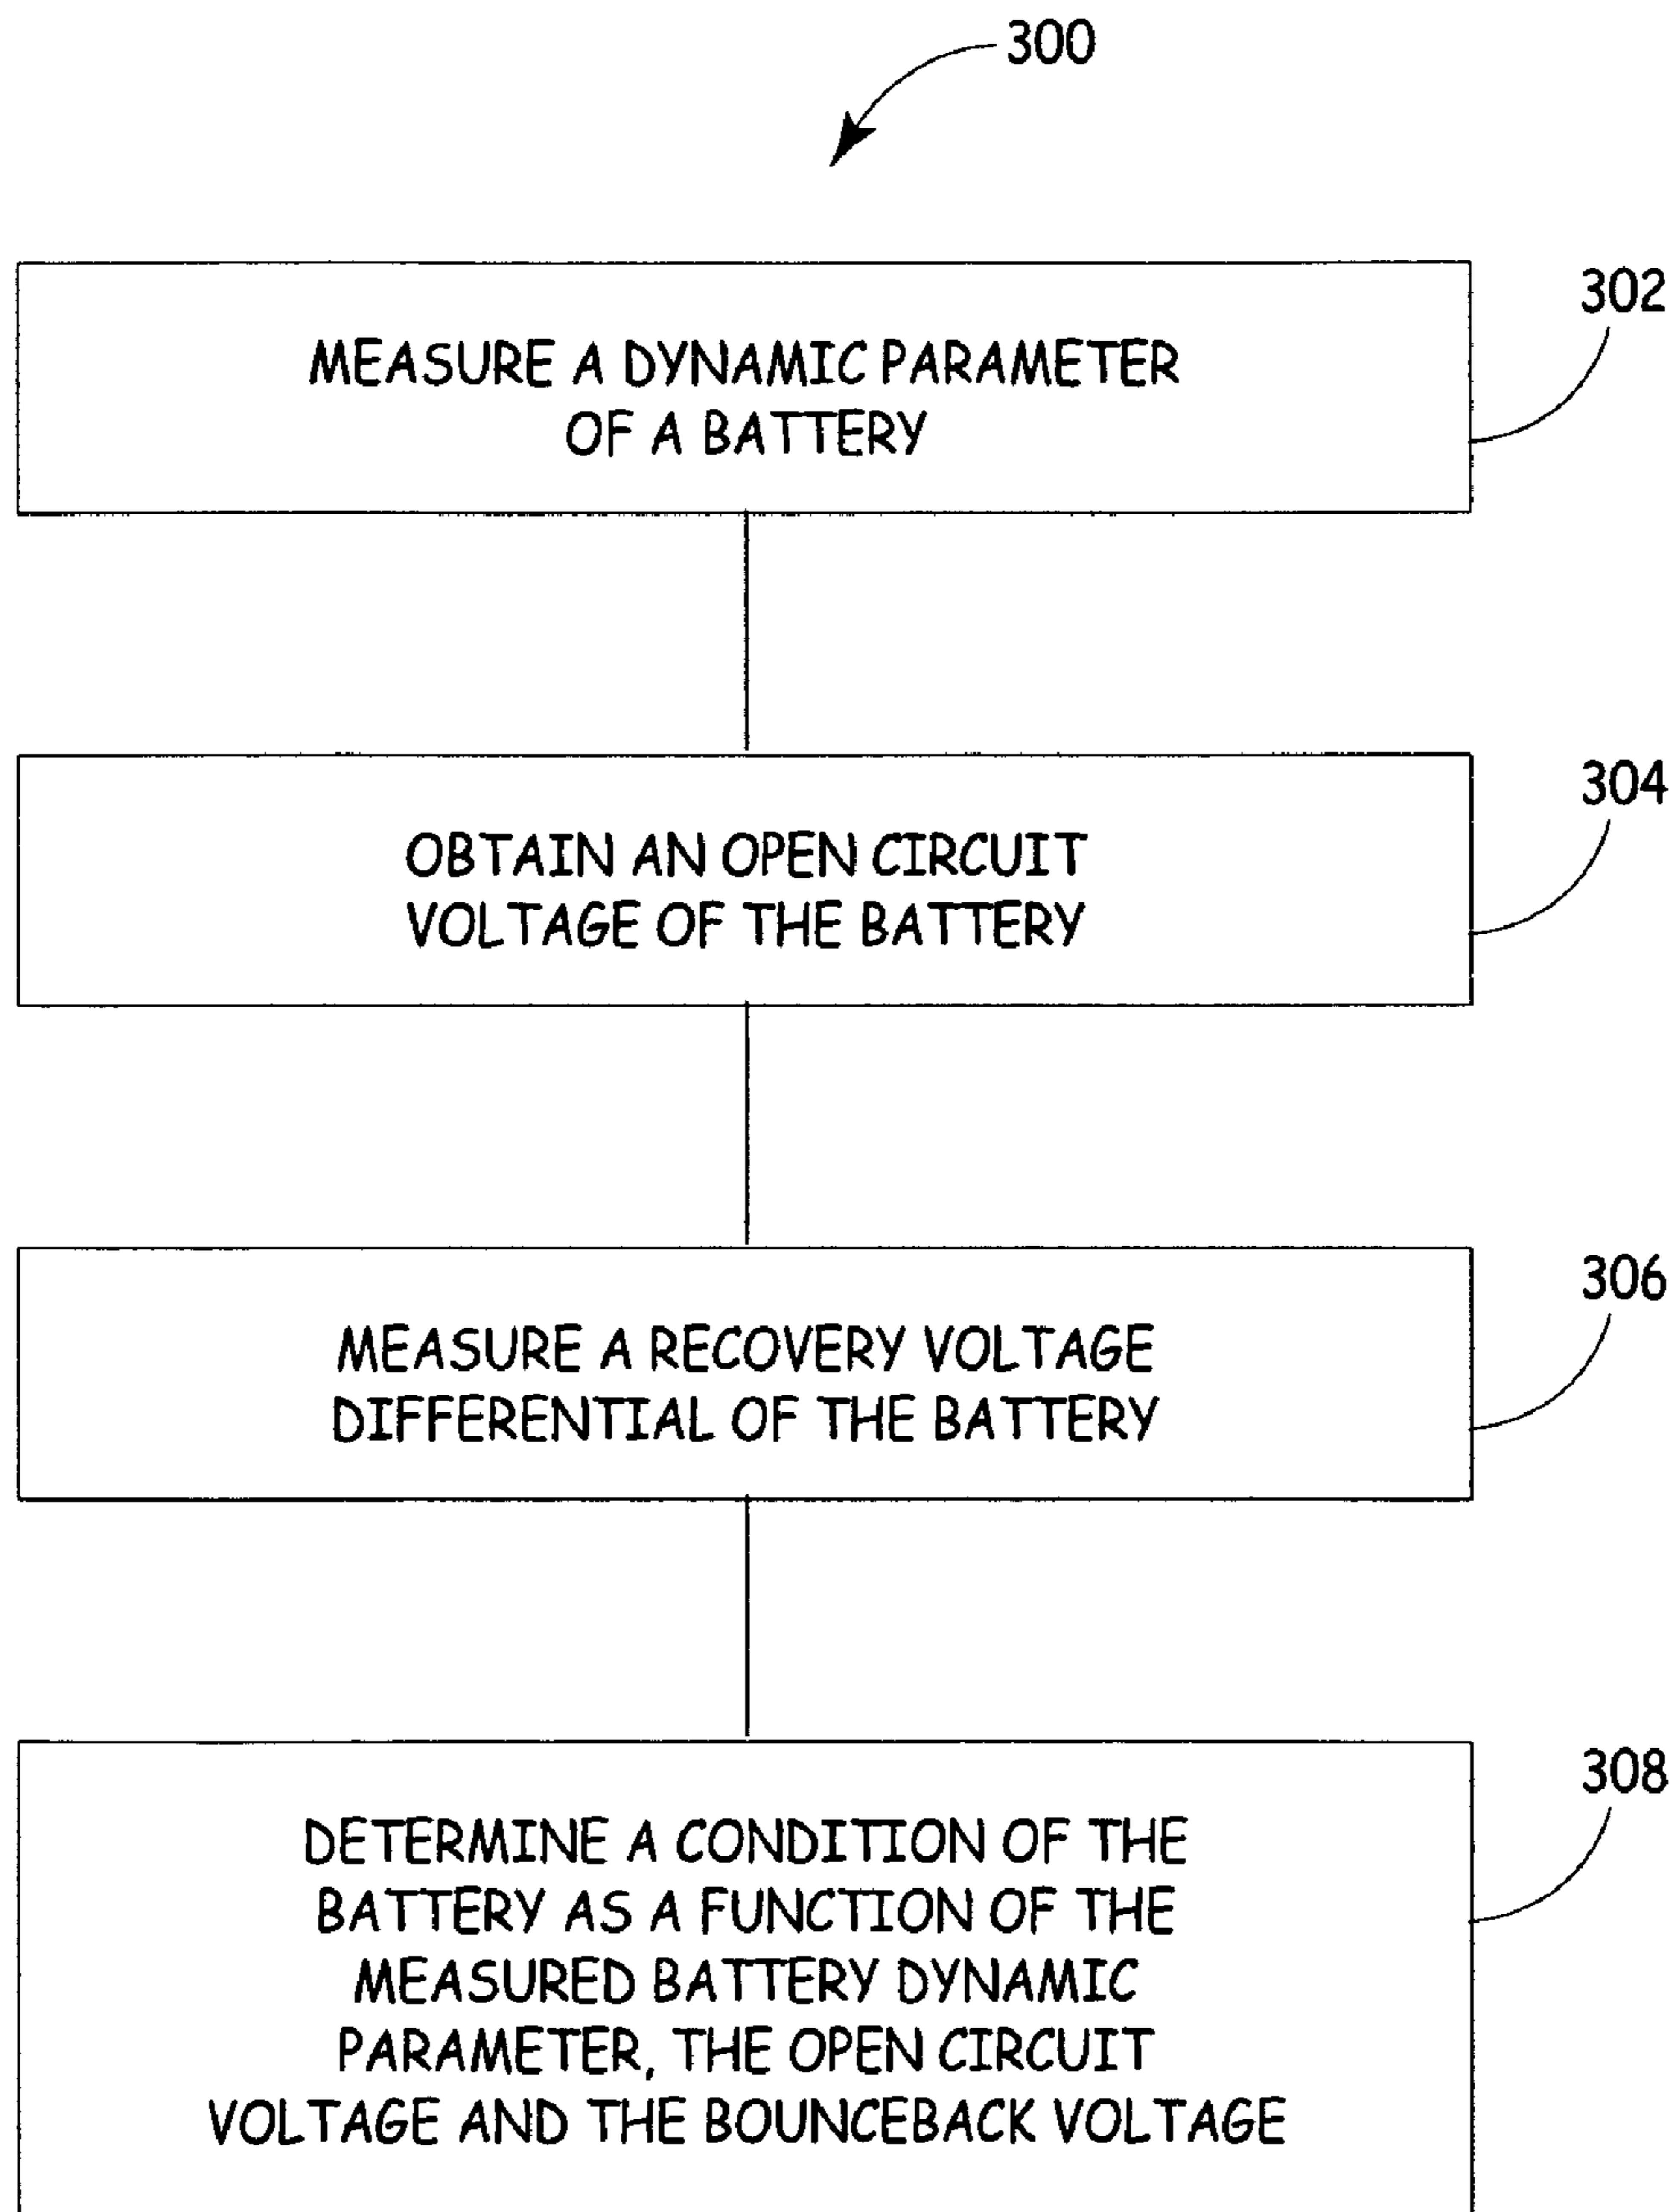 300
302
MEASURE A DYNAMIC PARAMETER
OF A BATTERY
304
OBTAIN AN OPEN CIRCUIT
VOLTAGE OF THE BATTERY
306
MEASURE A RECOVERY VOLTAGE
DIFFERENTIAL OF THE BATTERY
308
DETERMINE A CONDITION OF THE
BATTERY AS A FUNCTION OF THE
MEASURED BATTERY DYNAMIC
PARAMETER, THE OPEN CIRCUIT
VOLTAGE AND THE BOUNCEBACK VOLTAGE